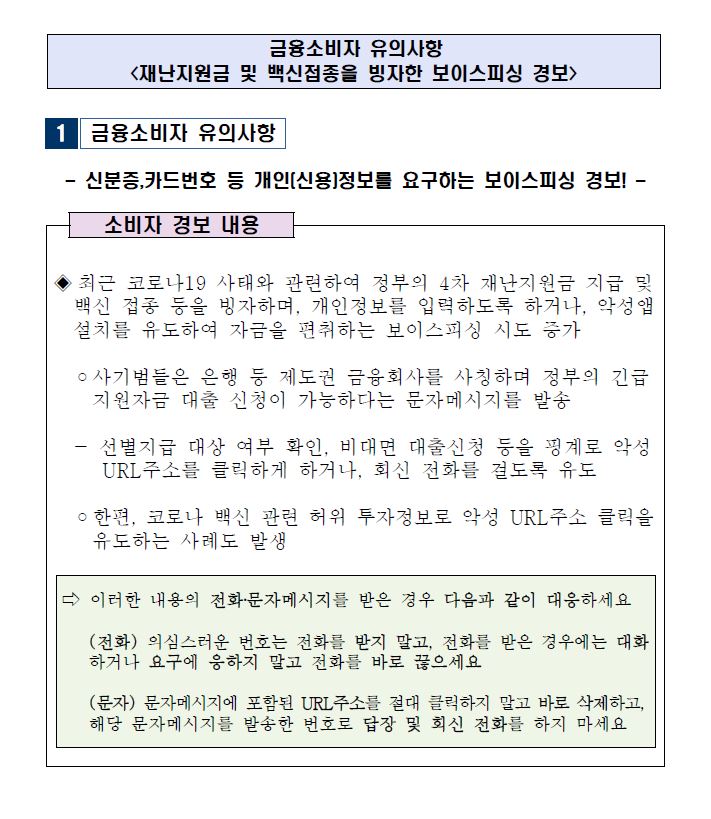 금융소비자 유의사항
<재난지원금 및 백신접종을 빙자한 보이스피싱 경보>
1 금융소비자 유의사항
- 신분증,카드번호 등 개인(신용)정보를 요구하는 보이스피싱 경보! -
소비자 경보 내용
◈ 최근 코로나19 사태와 관련하여 정부의 4차 재난지원금 지급 및
백신 접종 등을 빙자하며, 개인정보를 입력하도록 하거나, 악성앱
설치를 유도하여 자금을 편취하는 보이스피싱 시도 증가
○ 사기범들은 은행 등 제도권 금융회사를 사칭하며 정부의 긴급
지원자금 대출 신청이 가능하다는 문자메시지를 발송
- 선별지급 대상 여부 확인, 비대면 대출신청 등을 핑계로 악성
URL주소를 클릭하게 하거나, 회신 전화를 걸도록 유도
○ 한편, 코로나 백신 관련 허위 투자정보로 악성 URL주소 클릭을
유도하는 사례도 발생
⇨ 이러한 내용의 전화·문자메시지를 받은 경우 다음과 같이 대응하세요
(전화) 의심스러운 번호는 전화를 받지 말고, 전화를 받은 경우에는 대화
하거나 요구에 응하지 말고 전화를 바로 끊으세요
(문자) 문자메시지에 포함된 URL주소를 절대 클릭하지 말고 바로 삭제하고,
해당 문자메시지를 발송한 번호로 답장 및 회신 전화를 하지 마세요